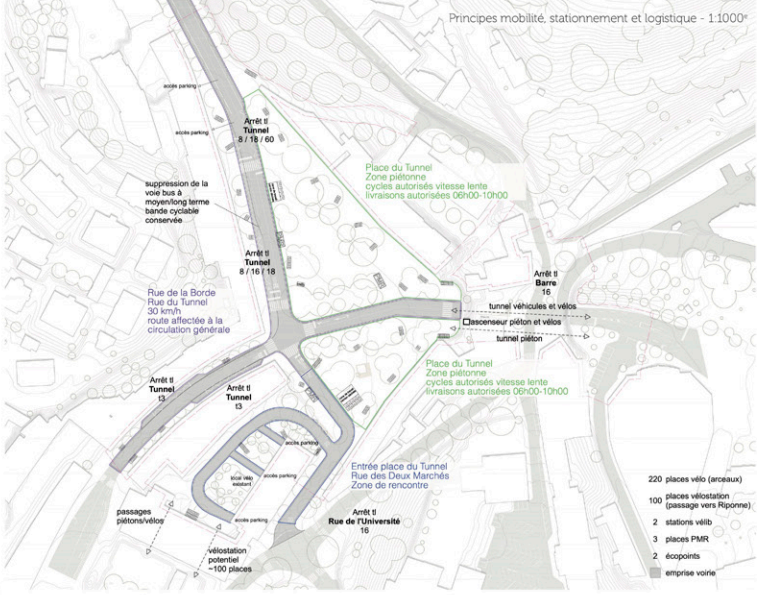 Principes mobilité, stationnement et logistique - 1:1000e
accès parking
accès parking
Arrêt tl
Tunnel
8 / 18 / 60
suppression de la
voie bus à
moyen/long terme
bande cyclable
conservée
Place du Tunnel
Zone piétonne
cycles autorisés vitesse lente
livraisons autorisées 06h00-10h00
Arrêt tl
Tunnel
8 / 16 / 18
Arrêt tl
Barre
16
Rue de la Borde
Rue du Tunnel
30 km/h
route affectée à la
circulation générale
tunnel véhicules et vélos
ascenseur piéton et vélos
tunnel piéton
Place du Tunnel
Zone piétonne
cycles autorisés vitesse lente
livraisons autorisées 06h00-10h00
Arrêt tl
Tunnel
t3
Arrêt tl
Tunnel
t3
accès parking
Entrée place du Tunnel
Rue des Deux Marchés
Zone de rencontre
accès parking
local vélo
existant
accès parking
passages
piétons/vélos
Arrêt tl
Rue de l'Université
16
vélostation
potentiel
~100 places
220 places vélo (arceaux)
100 places vélostation
(passage vers Riponne)
2 stations vélib
3 places PMR
2 écopoints
emprise voirie